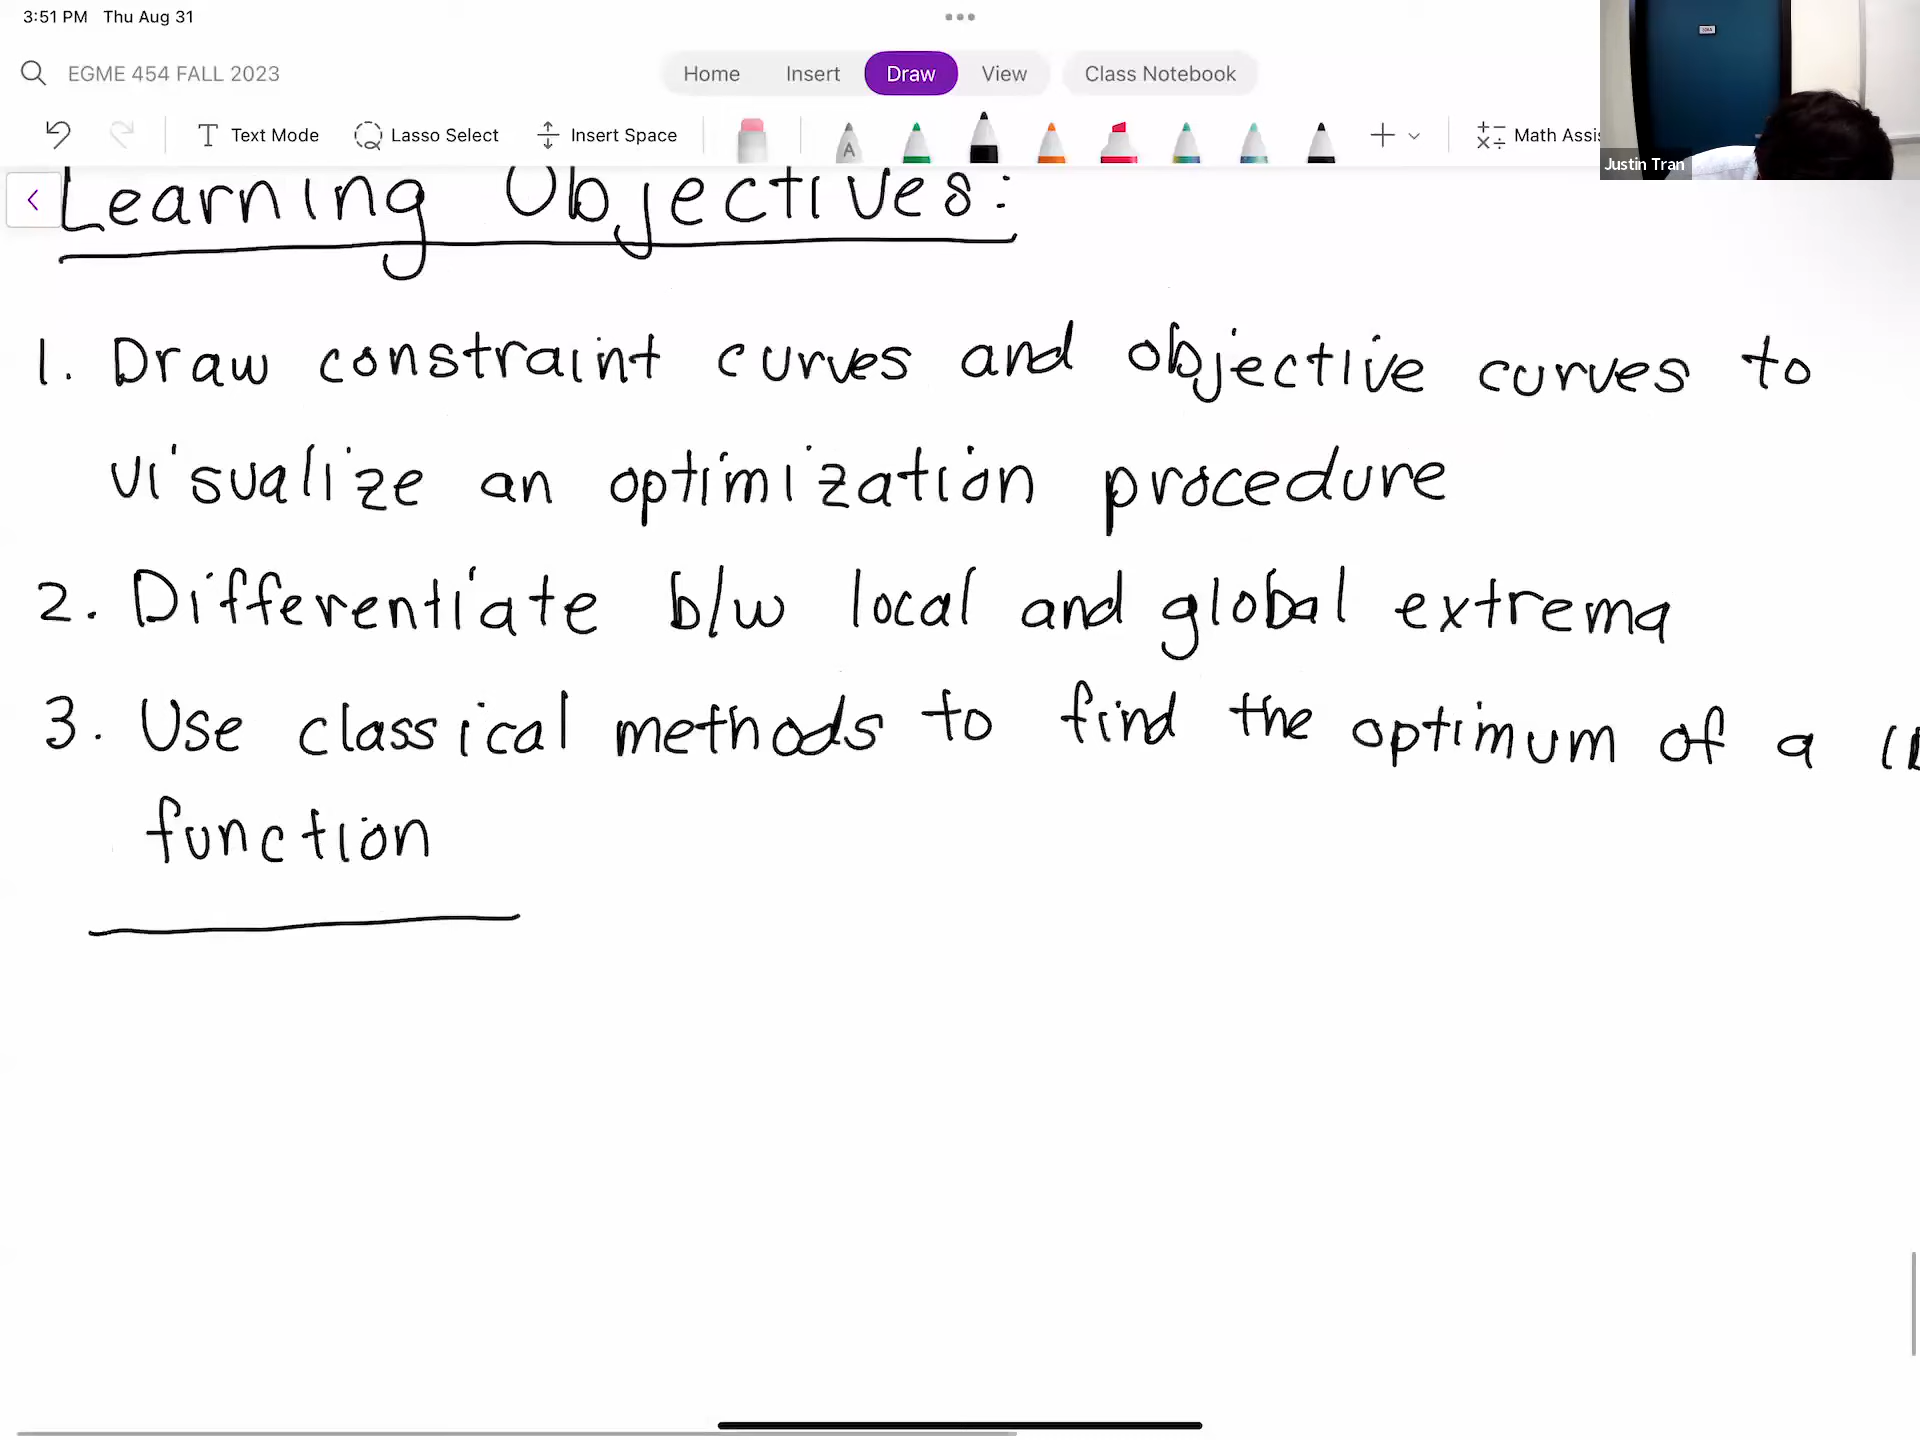 3:51 PM Thu Aug 31
EGME 454 FALL 2023
Home Insert Draw View Class Notebook
Text Mode Lasso Select Insert Space A Math Assis
Justin Tran
Learning Objectives:
1. Draw constraint curves and objective curves to
visualize an optimization procedure
2. Differentiate b/w local and global extrema
3. Use classical methods to find the optimum of a
function